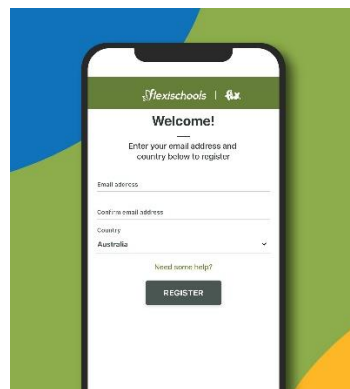 flexischools |
Welcome!
Enter your email address and
country below to register
Email address
Confirm email address
Country
Australia
Need some help?
REGISTER